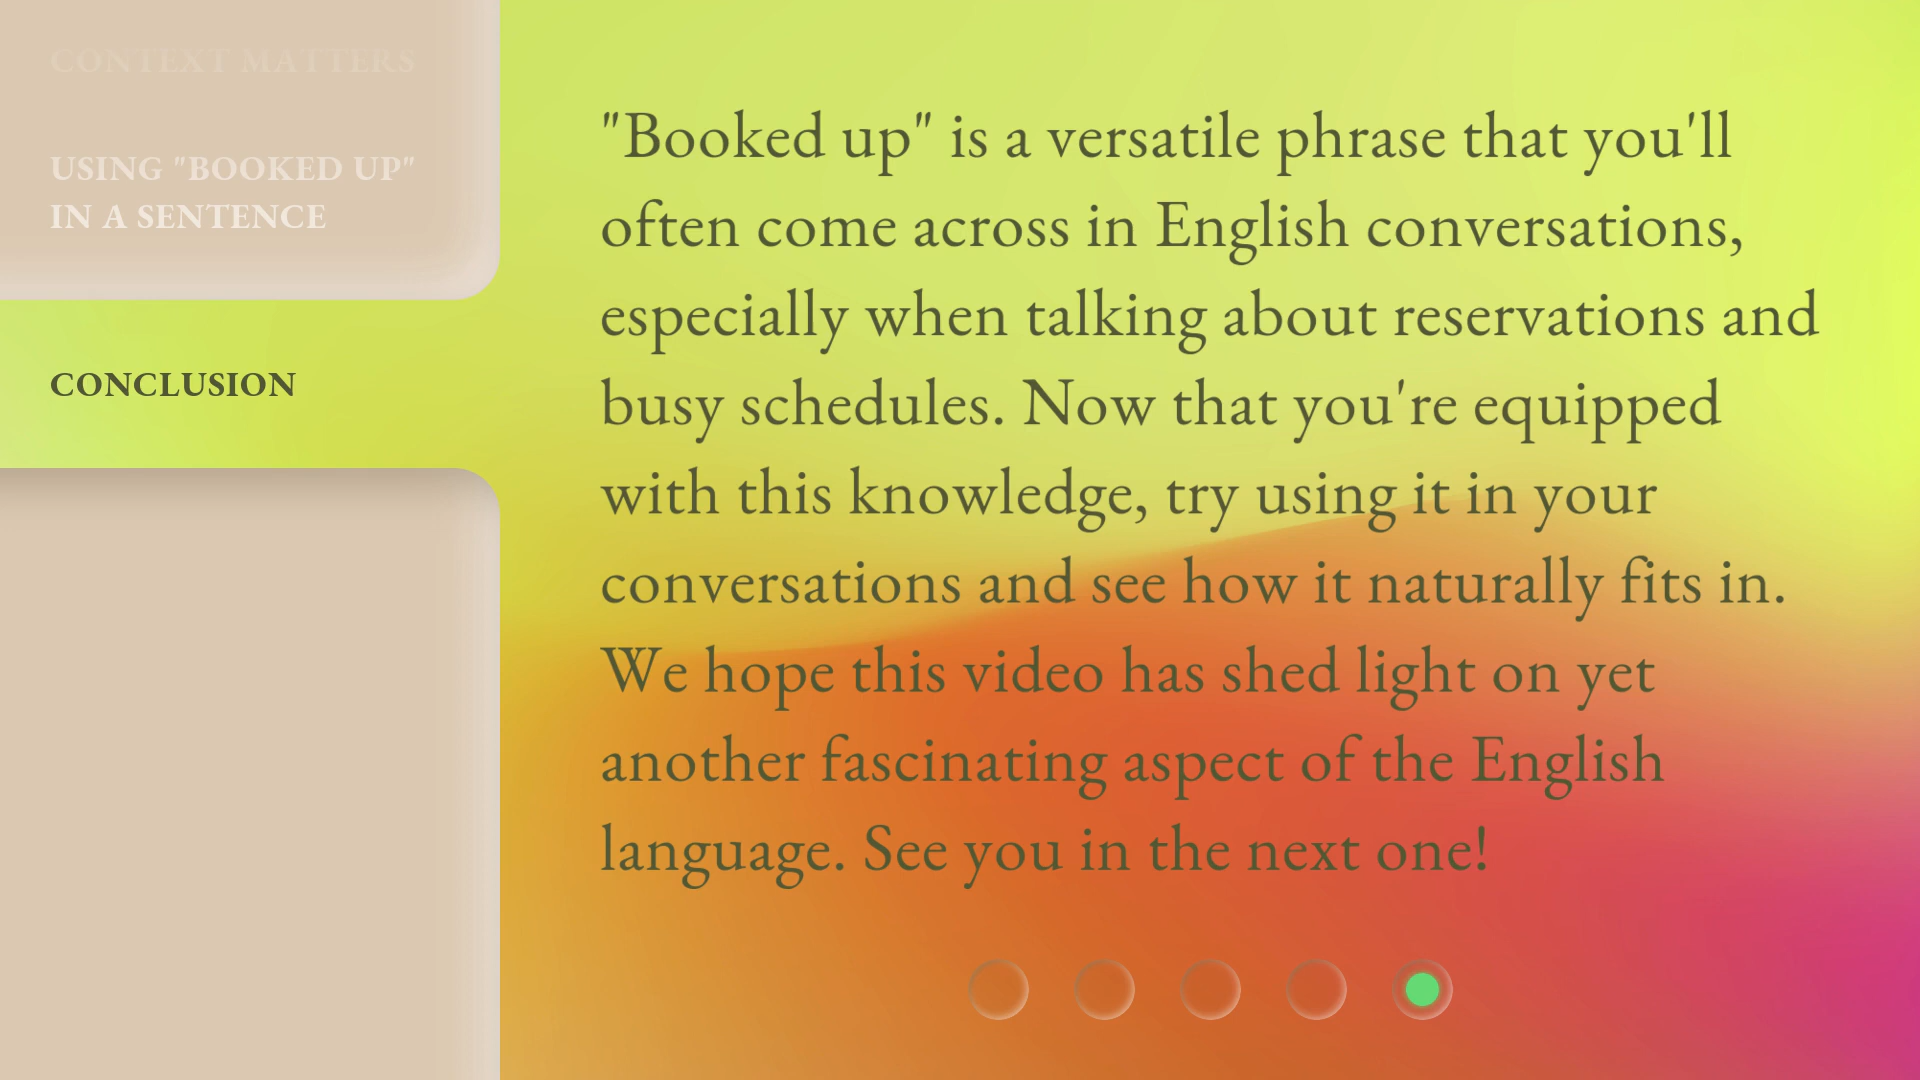 CONTEXT MATTERS
USING "BOOKED UP"
IN A SENTENCE
CONCLUSION
"Booked up" is a versatile phrase that you'll
often come across in English conversations,
especially when talking about reservations and
busy schedules. Now that you're equipped
with this knowledge, try using it in your
conversations and see how it naturally fits in.
We hope this video has shed light on yet
another fascinating aspect of the English
language. See you in the next one!